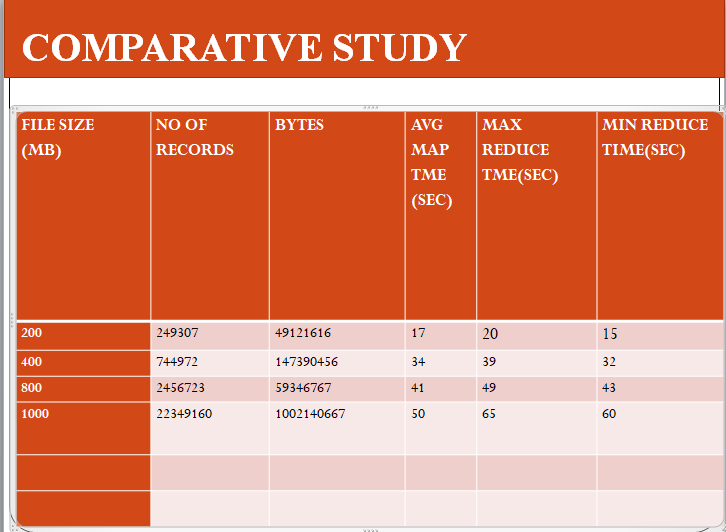 COMPARATIVE STUDY
FILE SIZE
(MB)
NO OF
RECORDS
BYTES
AVG
MAP
TME
(SEC)
MAX
REDUCE
TME(SEC)
MIN REDUCE
TIME(SEC)
200 249307 49121616 17 20 15
400 744972 147390456 34 39 32
800 2456723 59346767 41 49 43
1000 22349160 1002140667 50 65 60